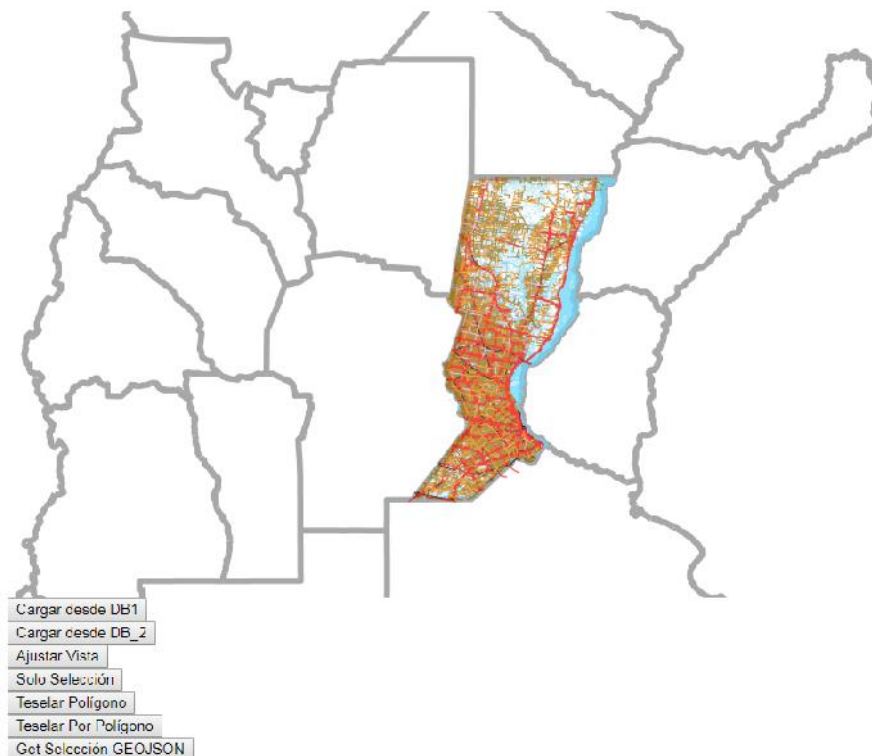 Cargar desde DB1
Cargar desde DB_2
Ajustar Vista
Solo Selección
Teselar Polígono
Teselar Por Polígono
Get Selección GEOJSON